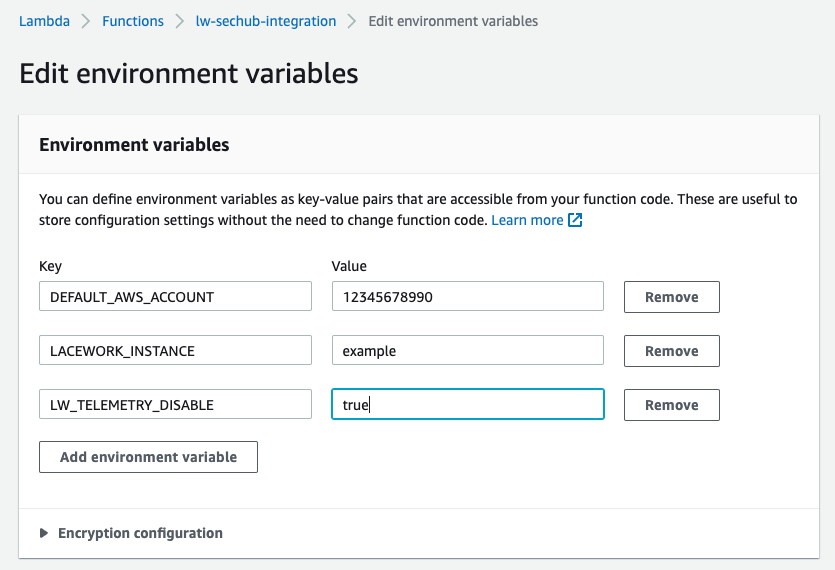 Lambda > Functions > lw-sechub-integration > Edit environment variables
Edit environment variables
Environment variables
You can define environment variables as key-value pairs that are accessible from your function code. These are useful to
store configuration settings without the need to change function code. Learn more
Key Value
DEFAULT_AWS_ACCOUNT 12345678990 Remove
LACEWORK_INSTANCE example Remove
LW_TELEMETRY_DISABLE true Remove
Add environment variable
Encryption configuration